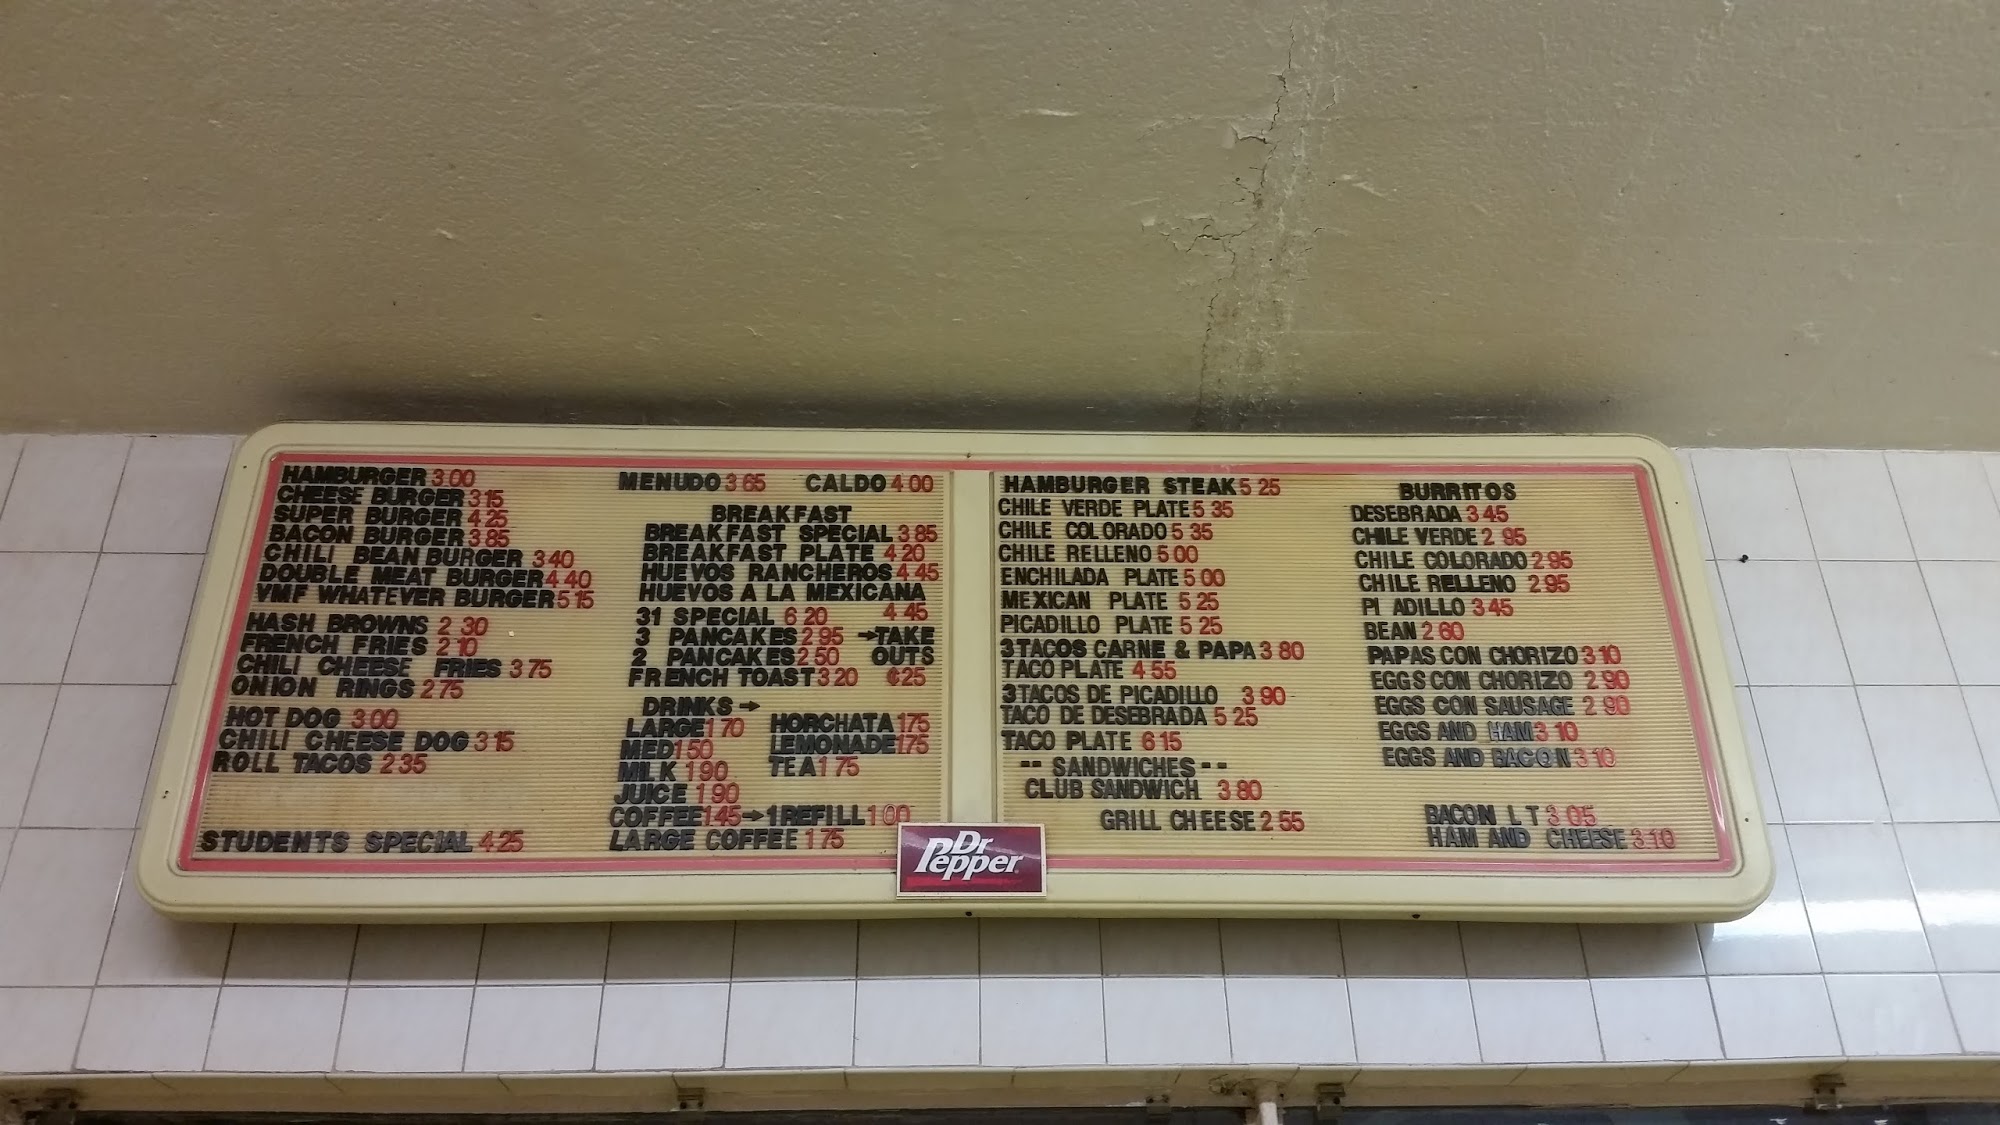 HAMBURGER 3 00
CHEESE BURGER 3 15
SUPER BURGER 4 25
BACON BURGER 3 85
CHILI BEAN BURGER 3 40
DOUBLE MEAT BURGER 4 40
VMF WHATEVER BURGER 5 15
HASH BROWNS 2 30
FRENCH FRIES 2 10
CHILI CHEESE FRIES 3 75
ONION RINGS 2 75
HOT DOG 3 00
CHILI CHEESE DOG 3 15
ROLL TACOS 2 35
STUDENTS SPECIAL 4 25
MENUDO 3 65 CALDO 4 00
BREAKFAST
BREAKFAST SPECIAL 3 85
BREAKFAST PLATE 4 20
HUEVOS RANCHEROS 4 45
HUEVOS A LA MEXICANA
4 45
31 SPECIAL 6 20
3 PANCAKES 2 95 → TAKE
2 PANCAKES 2 50 OUTS
FRENCH TOAST 3 20 ¢25
DRINKS →
LARGE 1 70 HORCHATA 1 75
MED 1 50 LEMONADE 1 75
MILK 1 90 TEA 1 75
JUICE 1 90
COFFEE 1 45 → 1 REFILL 1 00
LARGE COFFEE 1 75
Dr Pepper
HAMBURGER STEAK 5 25
CHILE VERDE PLATE 5 35
CHILE COLORADO 5 35
CHILE RELLENO 5 00
ENCHILADA PLATE 5 00
MEXICAN PLATE 5 25
PICADILLO PLATE 5 25
3 TACOS CARNE & PAPA 3 80
TACO PLATE 4 55
3 TACOS DE PICADILLO 3 90
TACO DE DESEBRADA 5 25
TACO PLATE 6 15
-- SANDWICHES --
CLUB SANDWICH 3 80
GRILL CHEESE 2 55
BURRITOS
DESEBRADA 3 45
CHILE VERDE 2 95
CHILE COLORADO 2 95
CHILE RELLENO 2 95
PI ADILLO 3 45
BEAN 2 60
PAPAS CON CHORIZO 3 10
EGGS CON CHORIZO 2 90
EGGS CON SAUSAGE 2 90
EGGS AND HAM 3 10
EGGS AND BACON 3 10
BACON L T 3 05
HAM AND CHEESE 3 10